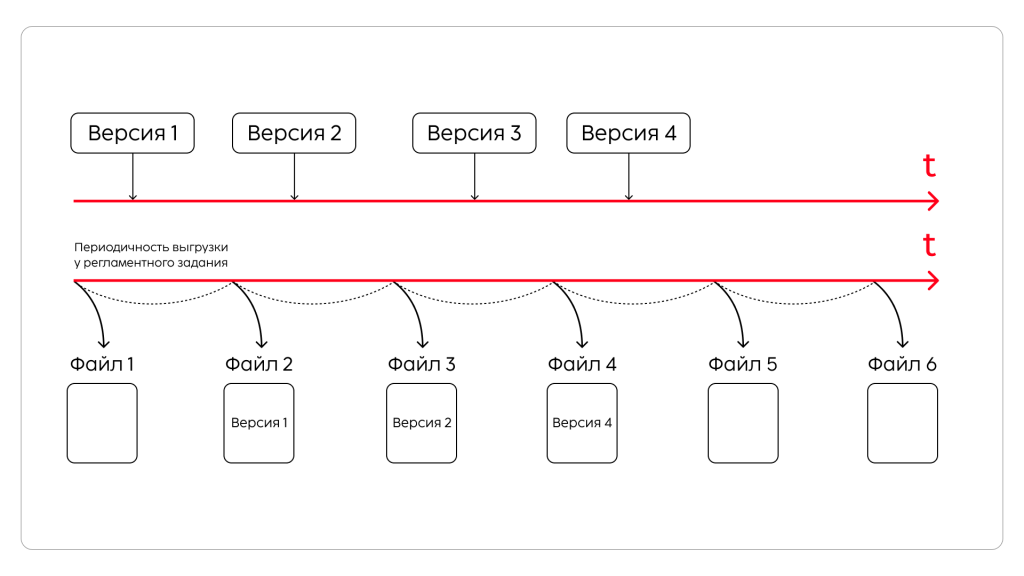 Версия 1
Версия 2
Версия 3
Версия 4
t
Периодичность выгрузки
у регламентного задания
t
Файл 1
Файл 2
Файл 3
Файл 4
Файл 5
Файл 6
Версия 1
Версия 2
Версия 4